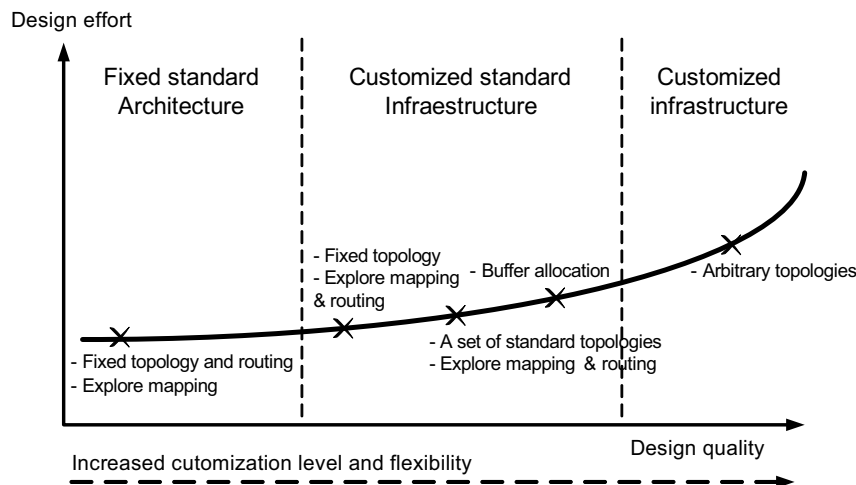 Design effort
Fixed standard
Architecture
Customized standard
Infraestructure
Customized
infrastructure
- Fixed topology
- Explore mapping
& routing
- Buffer allocation
- Arbitrary topologies
- Fixed topology and routing
- Explore mapping
- A set of standard topologies
- Explore mapping & routing
Design quality
Increased cutomization level and flexibility